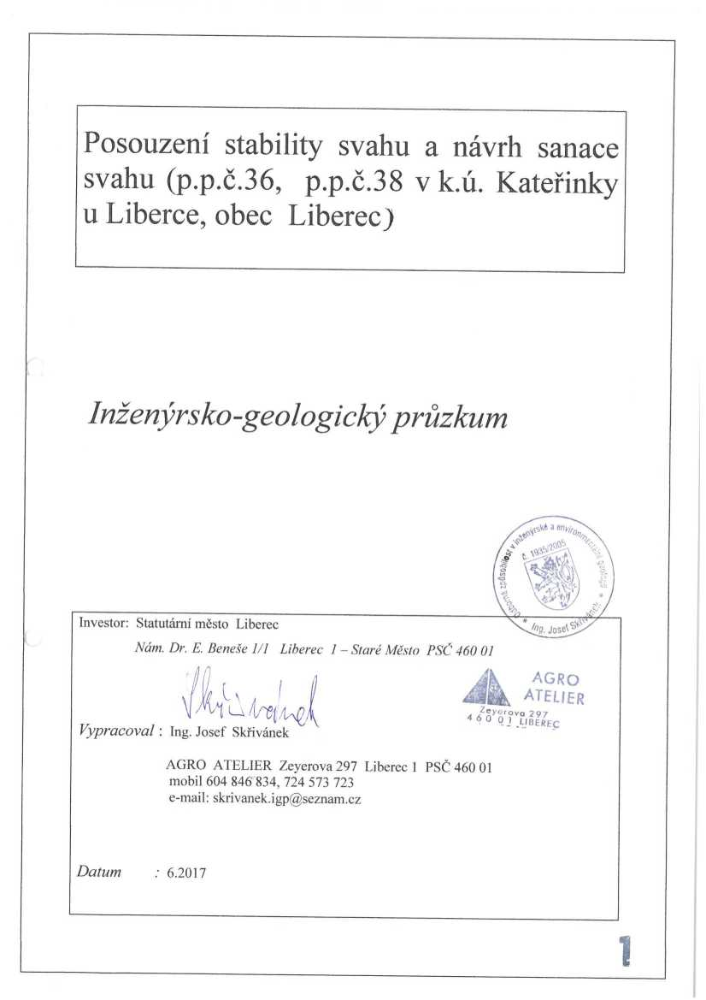 Posouzení stability svahu a návrh sanace
svahu (p.p.č.36, p.p.č.38 v k.ú. Kateřinky
u Liberce, obec Liberec)
Inženýrsko-geologický průzkum
Odborná způsobilost v inženýrské a environmentální geologii
č. 1935/2005
* Ing. Josef Skřivánek *
Investor: Statutární město Liberec
Nám. Dr. E. Beneše 1/1 Liberec 1 – Staré Město PSČ 460 01
Skřivánek
AGRO
ATELIER
Zeyerova 297
460 01 LIBEREC
Vypracoval : Ing. Josef Skřivánek
AGRO ATELIER Zeyerova 297 Liberec 1 PSČ 460 01
mobil 604 846 834, 724 573 723
e-mail: skrivanek.igp@seznam.cz
Datum : 6.2017
1